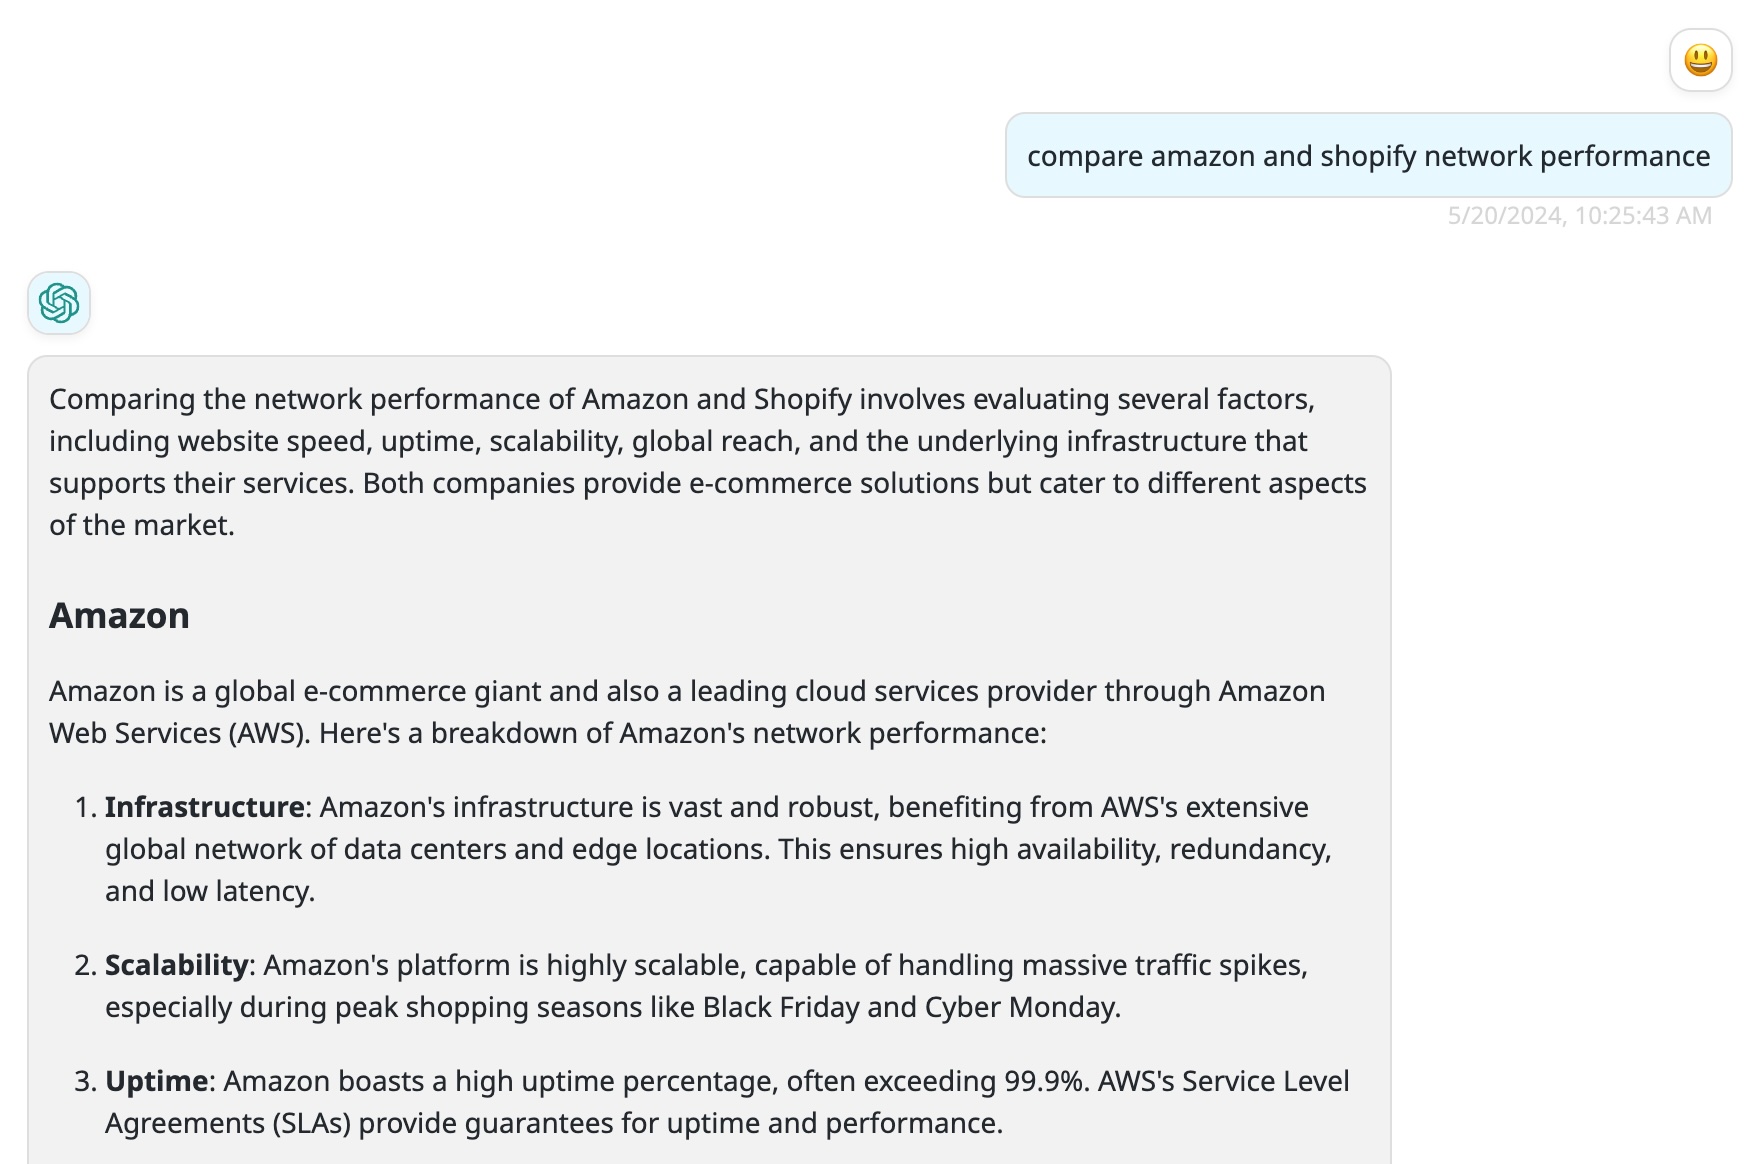 compare amazon and shopify network performance
5/20/2024, 10:25:43 AM
Comparing the network performance of Amazon and Shopify involves evaluating several factors,
including website speed, uptime, scalability, global reach, and the underlying infrastructure that
supports their services. Both companies provide e-commerce solutions but cater to different aspects
of the market.
Amazon
Amazon is a global e-commerce giant and also a leading cloud services provider through Amazon
Web Services (AWS). Here's a breakdown of Amazon's network performance:
1. Infrastructure: Amazon's infrastructure is vast and robust, benefiting from AWS's extensive
global network of data centers and edge locations. This ensures high availability, redundancy,
and low latency.
2. Scalability: Amazon's platform is highly scalable, capable of handling massive traffic spikes,
especially during peak shopping seasons like Black Friday and Cyber Monday.
3. Uptime: Amazon boasts a high uptime percentage, often exceeding 99.9%. AWS's Service Level
Agreements (SLAs) provide guarantees for uptime and performance.